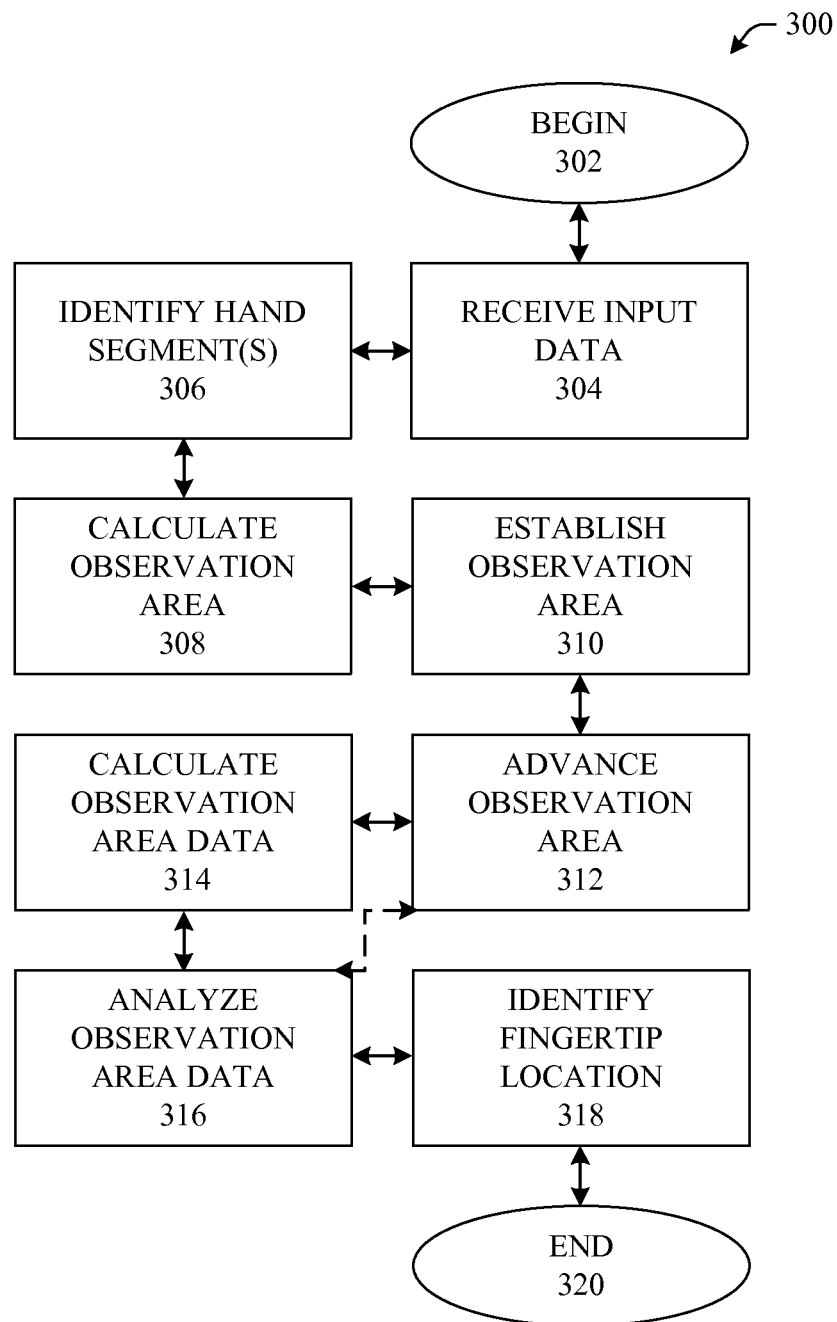 300
BEGIN
302
RECEIVE INPUT
DATA
304
IDENTIFY HAND
SEGMENT(S)
306
CALCULATE
OBSERVATION
AREA
308
ESTABLISH
OBSERVATION
AREA
310
ADVANCE
OBSERVATION
AREA
312
CALCULATE
OBSERVATION
AREA DATA
314
ANALYZE
OBSERVATION
AREA DATA
316
IDENTIFY
FINGERTIP
LOCATION
318
END
320